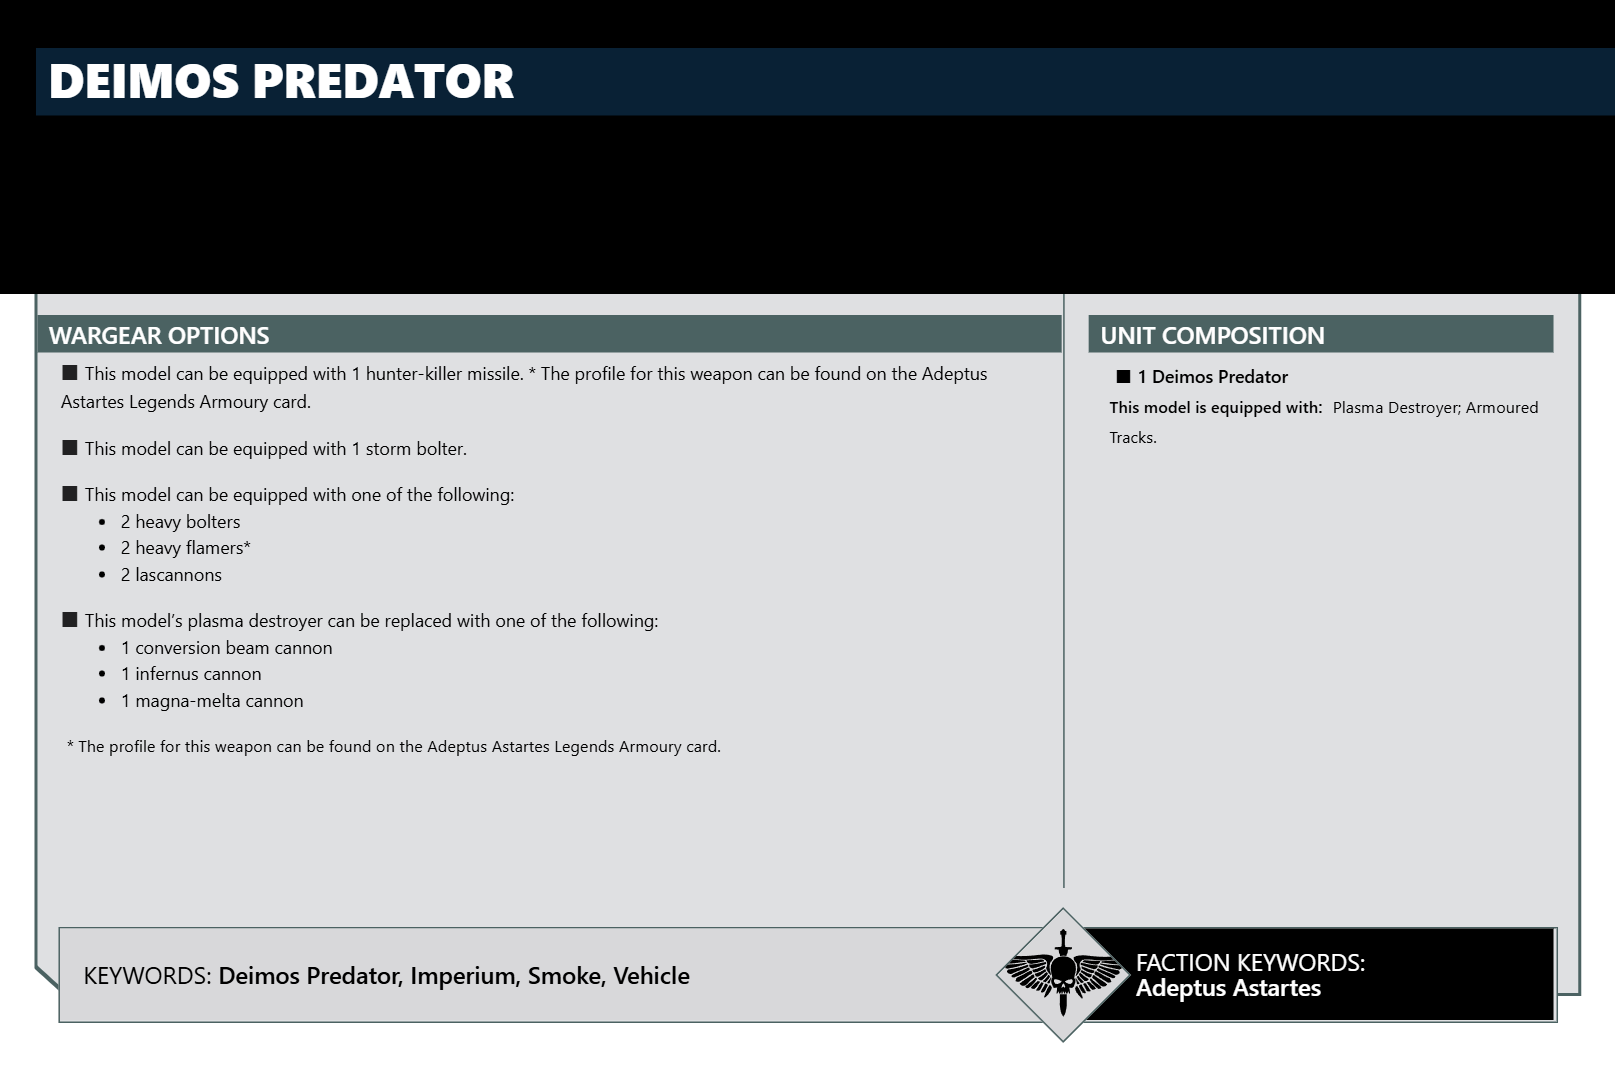 DEIMOS PREDATOR
WARGEAR OPTIONS
■ This model can be equipped with 1 hunter-killer missile. * The profile for this weapon can be found on the Adeptus
Astartes Legends Armoury card.
■ This model can be equipped with 1 storm bolter.
■ This model can be equipped with one of the following:
• 2 heavy bolters
• 2 heavy flamers*
• 2 lascannons
■ This model’s plasma destroyer can be replaced with one of the following:
• 1 conversion beam cannon
• 1 infernus cannon
• 1 magna-melta cannon
* The profile for this weapon can be found on the Adeptus Astartes Legends Armoury card.
UNIT COMPOSITION
■ 1 Deimos Predator
This model is equipped with: Plasma Destroyer; Armoured
Tracks.
KEYWORDS: Deimos Predator, Imperium, Smoke, Vehicle
FACTION KEYWORDS:
Adeptus Astartes